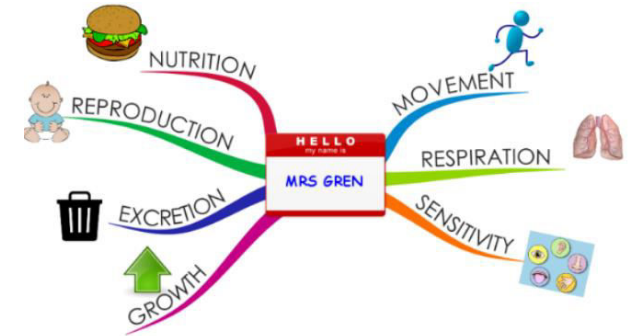 NUTRITION
MOVEMENT
REPRODUCTION
HELLO
my name is
RESPIRATION
MRS GREN
EXCRETION
SENSITIVITY
GROWTH